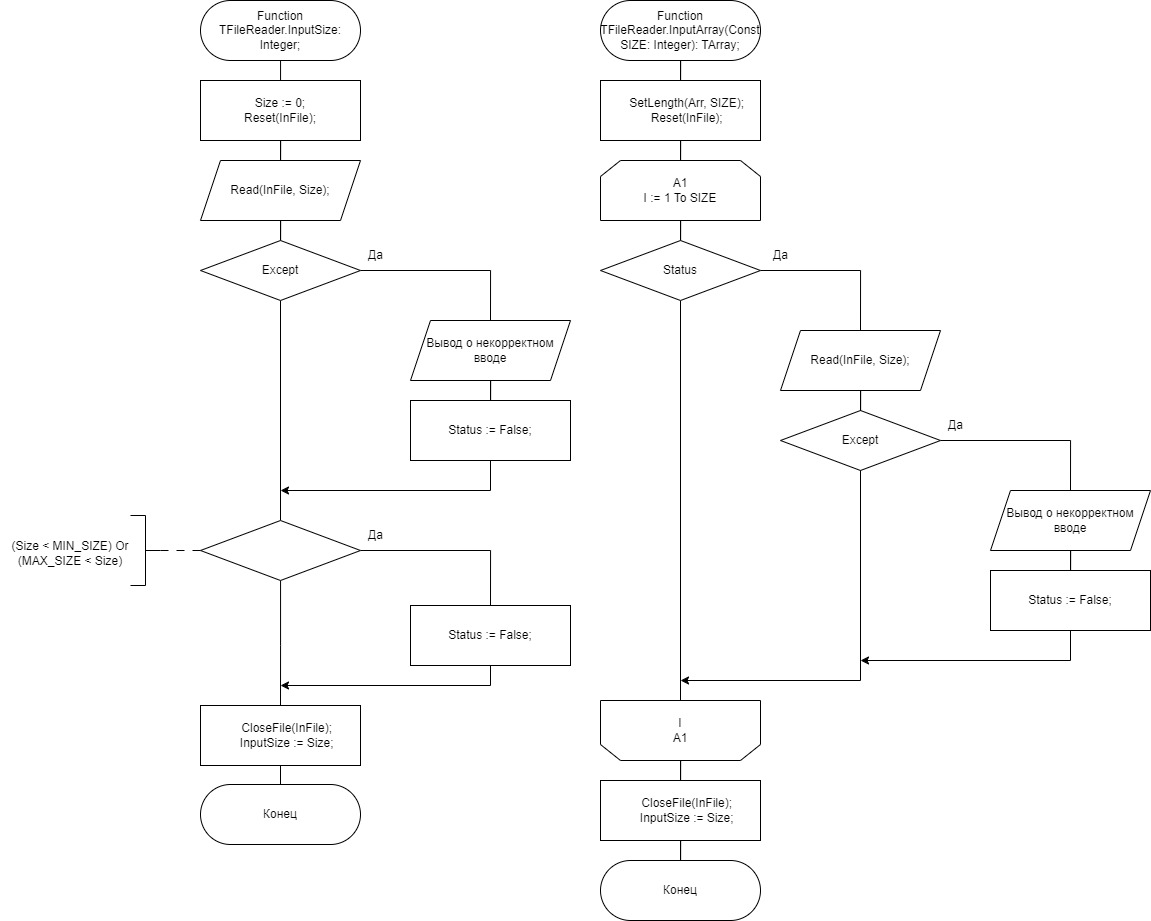 Function
TFileReader.InputSize:
Integer;
Size := 0;
Reset(InFile);
Read(InFile, Size);
Except
Да
Вывод о некорректном
вводе
Status := False;
(Size < MIN_SIZE) Or
(MAX_SIZE < Size)
Да
Status := False;
CloseFile(InFile);
InputSize := Size;
Конец
Function
TFileReader.InputArray(Const
SIZE: Integer): TArray;
SetLength(Arr, SIZE);
Reset(InFile);
A1
I := 1 To SIZE
Status
Да
Read(InFile, Size);
Except
Да
Вывод о некорректном
вводе
Status := False;
I
A1
CloseFile(InFile);
InputSize := Size;
Конец